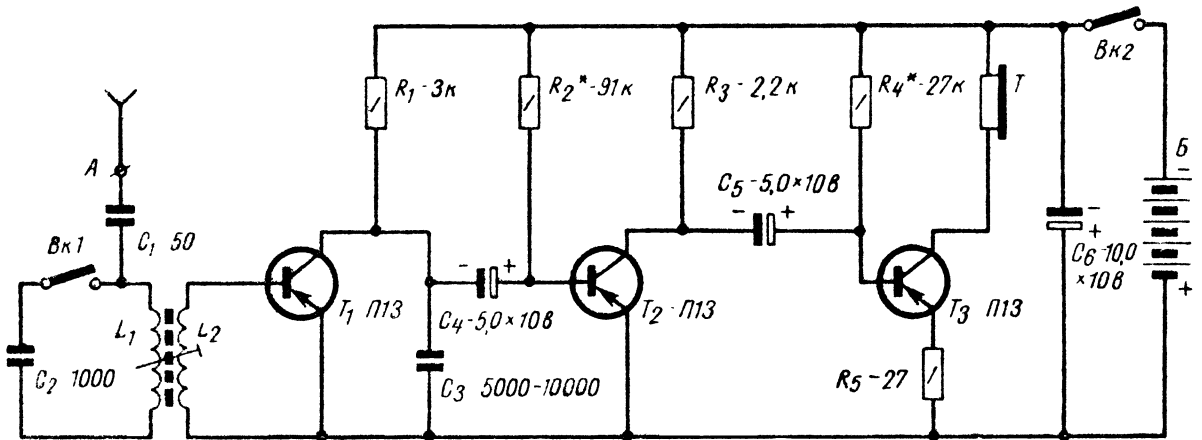 R1-3к
R2*-91к
R3-2,2к
R4*-27к
T
Вк2
Б
-
+
A
C1 50
Вк1
L1
L2
C2 1000
T1 П13
- +
C4-5,0×10в
C3 5000-10000
T2-П13
C5-5,0×10в
- +
T3 П13
R5-27
-
+
C6-10,0
×10в